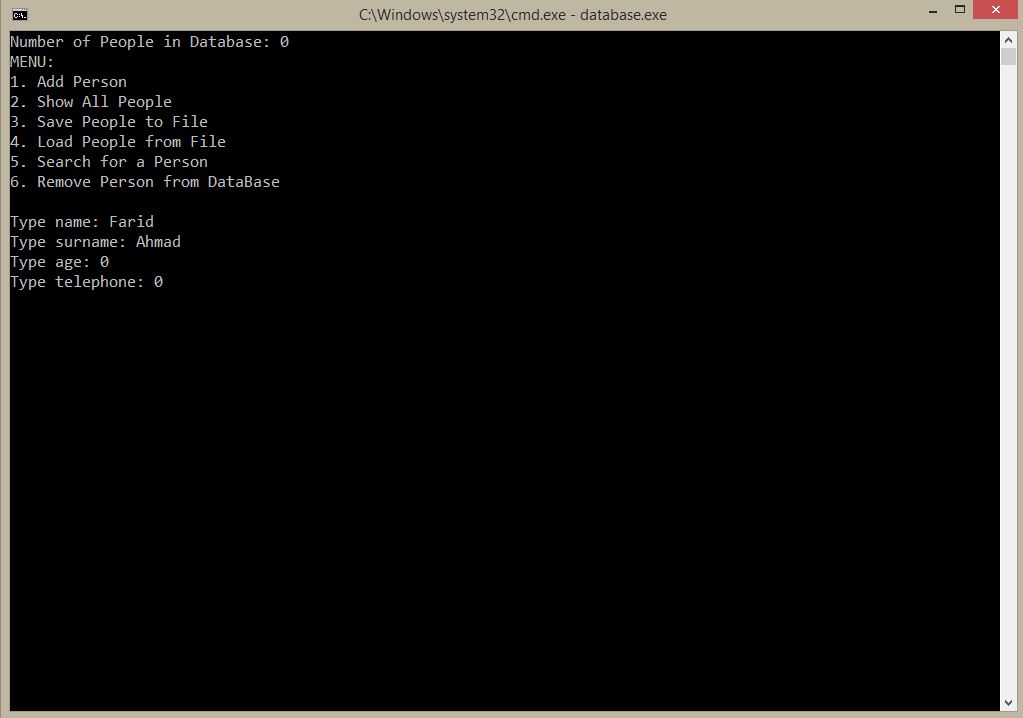 C:\Windows\system32\cmd.exe - database.exe
Number of People in Database: 0
MENU:
1. Add Person
2. Show All People
3. Save People to File
4. Load People from File
5. Search for a Person
6. Remove Person from DataBase
Type name: Farid
Type surname: Ahmad
Type age: 0
Type telephone: 0